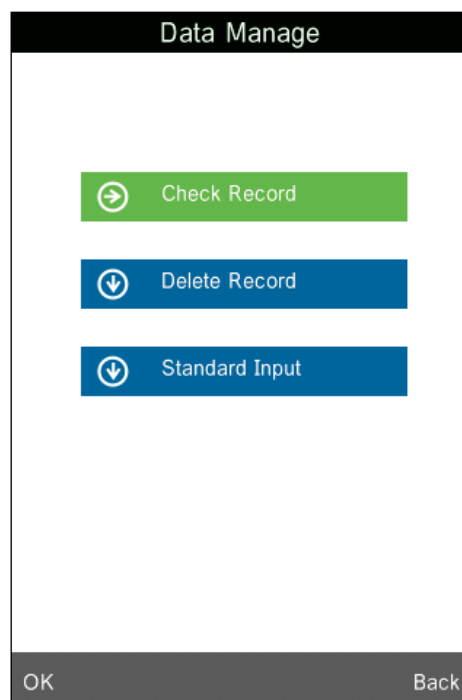 Data Manage
Check Record
Delete Record
Standard Input
OK Back